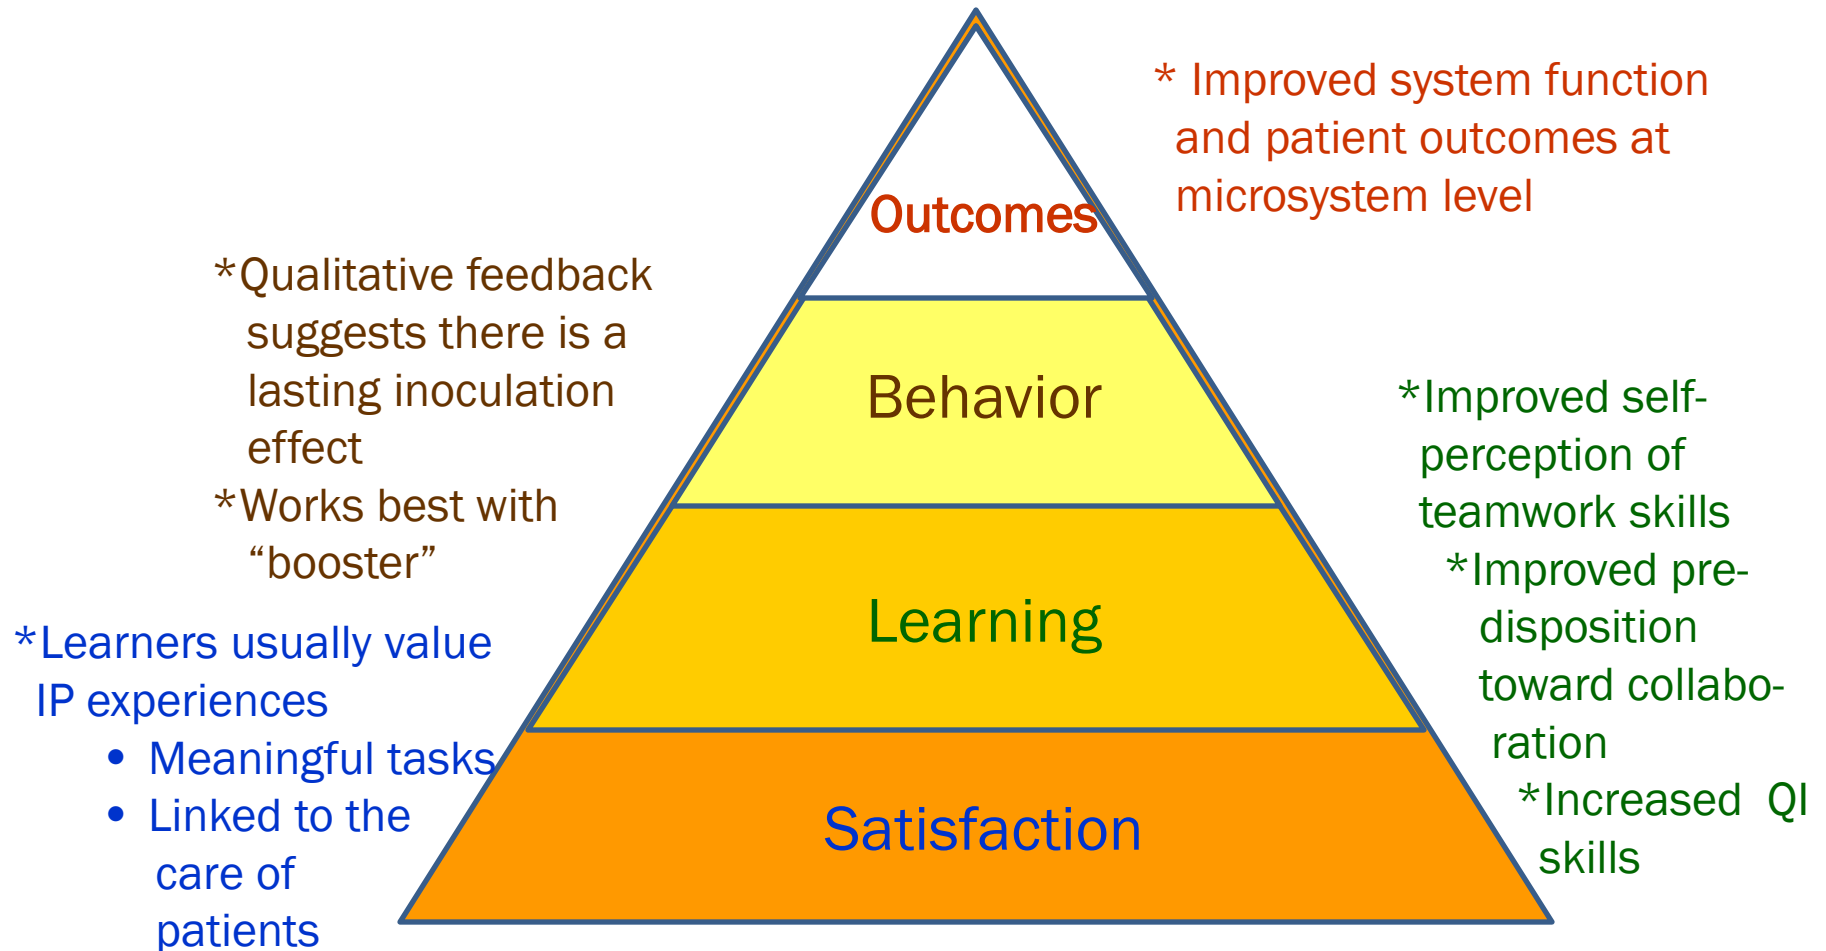 * Improved system function
and patient outcomes at
microsystem level
Outcomes
*Qualitative feedback
suggests there is a
lasting inoculation
effect
*Works best with
“booster”
Behavior
*Improved self-
perception of
teamwork skills
*Improved pre-
disposition
toward collabo-
ration
*Increased QI
skills
Learning
*Learners usually value
IP experiences
• Meaningful tasks
• Linked to the
care of
patients
Satisfaction